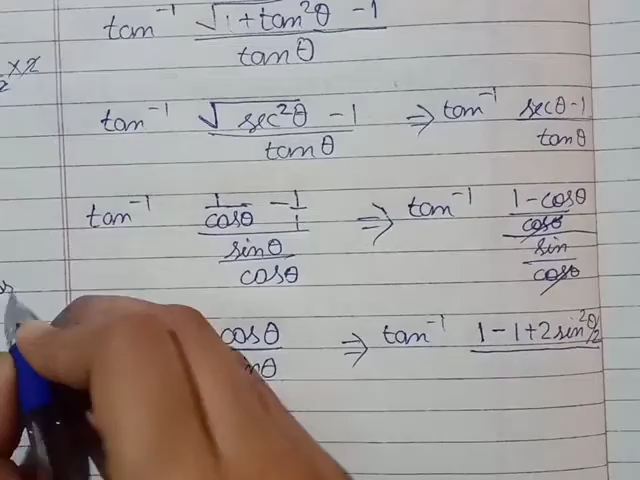 tan⁻¹ (√(1+tan²θ) - 1)/tanθ
×2
tan⁻¹ (√(sec²θ) - 1)/tanθ ⇒ tan⁻¹ (secθ-1)/tanθ
tan⁻¹ (1/cosθ - 1/1)/(sinθ/cosθ) ⇒ tan⁻¹ ((1-cosθ)/cosθ)/(sin/cosθ)
cosθ/nθ ⇒ tan⁻¹ 1-1+2sin²θ/2